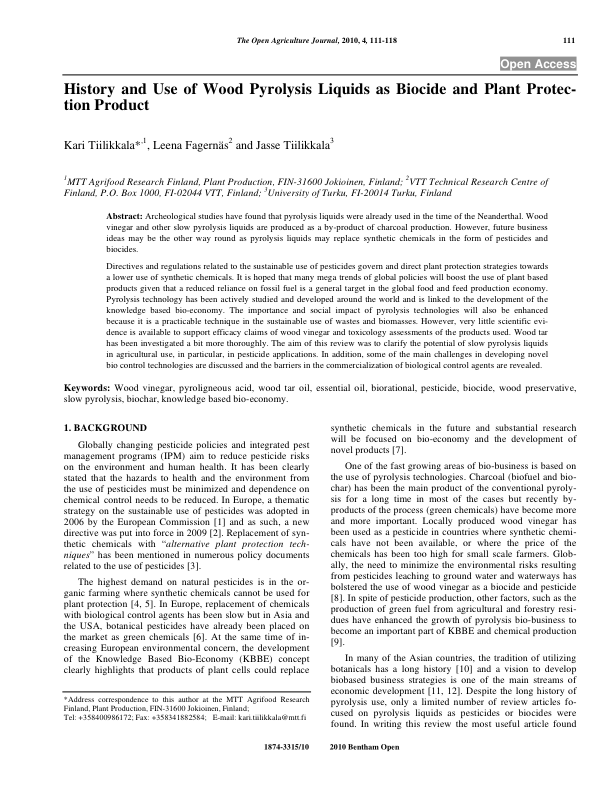 The Open Agriculture Journal, 2010, 4, 111-118
111
Open Access
History and Use of Wood Pyrolysis Liquids as Biocide and Plant Protec-
tion Product
Kari Tiilikkala*,1, Leena Fagernäs2 and Jasse Tiilikkala3
1MTT Agrifood Research Finland, Plant Production, FIN-31600 Jokioinen, Finland; 2VTT Technical Research Centre of
Finland, P.O. Box 1000, FI-02044 VTT, Finland; 3University of Turku, FI-20014 Turku, Finland
Abstract: Archeological studies have found that pyrolysis liquids were already used in the time of the Neanderthal. Wood
vinegar and other slow pyrolysis liquids are produced as a by-product of charcoal production. However, future business
ideas may be the other way round as pyrolysis liquids may replace synthetic chemicals in the form of pesticides and
biocides.
Directives and regulations related to the sustainable use of pesticides govern and direct plant protection strategies towards
a lower use of synthetic chemicals. It is hoped that many mega trends of global policies will boost the use of plant based
products given that a reduced reliance on fossil fuel is a general target in the global food and feed production economy.
Pyrolysis technology has been actively studied and developed around the world and is linked to the development of the
knowledge based bio-economy. The importance and social impact of pyrolysis technologies will also be enhanced
because it is a practicable technique in the sustainable use of wastes and biomasses. However, very little scientific evi-
dence is available to support efficacy claims of wood vinegar and toxicology assessments of the products used. Wood tar
has been investigated a bit more thoroughly. The aim of this review was to clarify the potential of slow pyrolysis liquids
in agricultural use, in particular, in pesticide applications. In addition, some of the main challenges in developing novel
bio control technologies are discussed and the barriers in the commercialization of biological control agents are revealed.
Keywords: Wood vinegar, pyroligneous acid, wood tar oil, essential oil, biorational, pesticide, biocide, wood preservative,
slow pyrolysis, biochar, knowledge based bio-economy.
1. BACKGROUND
Globally changing pesticide policies and integrated pest
management programs (IPM) aim to reduce pesticide risks
on the environment and human health. It has been clearly
stated that the hazards to health and the environment from
the use of pesticides must be minimized and dependence on
chemical control needs to be reduced. In Europe, a thematic
strategy on the sustainable use of pesticides was adopted in
2006 by the European Commission [1] and as such, a new
directive was put into force in 2009 [2]. Replacement of syn-
thetic chemicals with “alternative plant protection tech-
niques” has been mentioned in numerous policy documents
related to the use of pesticides [3].
The highest demand on natural pesticides is in the or-
ganic farming where synthetic chemicals cannot be used for
plant protection [4, 5]. In Europe, replacement of chemicals
with biological control agents has been slow but in Asia and
the USA, botanical pesticides have already been placed on
the market as green chemicals [6]. At the same time of in-
creasing European environmental concern, the development
of the Knowledge Based Bio-Economy (KBBE) concept
clearly highlights that products of plant cells could replace
*Address correspondence to this author at the MTT Agrifood Research
Finland, Plant Production, FIN-31600 Jokioinen, Finland;
Tel: +358400986172; Fax: +358341882584; E-mail: kari.tiilikkala@mtt.fi
synthetic chemicals in the future and substantial research
will be focused on bio-economy and the development of
novel products [7].
One of the fast growing areas of bio-business is based on
the use of pyrolysis technologies. Charcoal (biofuel and bio-
char) has been the main product of the conventional pyroly-
sis for a long time in most of the cases but recently by-
products of the process (green chemicals) have become more
and more important. Locally produced wood vinegar has
been used as a pesticide in countries where synthetic chemi-
cals have not been available, or where the price of the
chemicals has been too high for small scale farmers. Glob-
ally, the need to minimize the environmental risks resulting
from pesticides leaching to ground water and waterways has
bolstered the use of wood vinegar as a biocide and pesticide
[8]. In spite of pesticide production, other factors, such as the
production of green fuel from agricultural and forestry resi-
dues have enhanced the growth of pyrolysis bio-business to
become an important part of KBBE and chemical production
[9].
In many of the Asian countries, the tradition of utilizing
botanicals has a long history [10] and a vision to develop
biobased business strategies is one of the main streams of
economic development [11, 12]. Despite the long history of
pyrolysis use, only a limited number of review articles fo-
cused on pyrolysis liquids as pesticides or biocides were
found. In writing this review the most useful article found
1874-3315/10
2010 Bentham Open